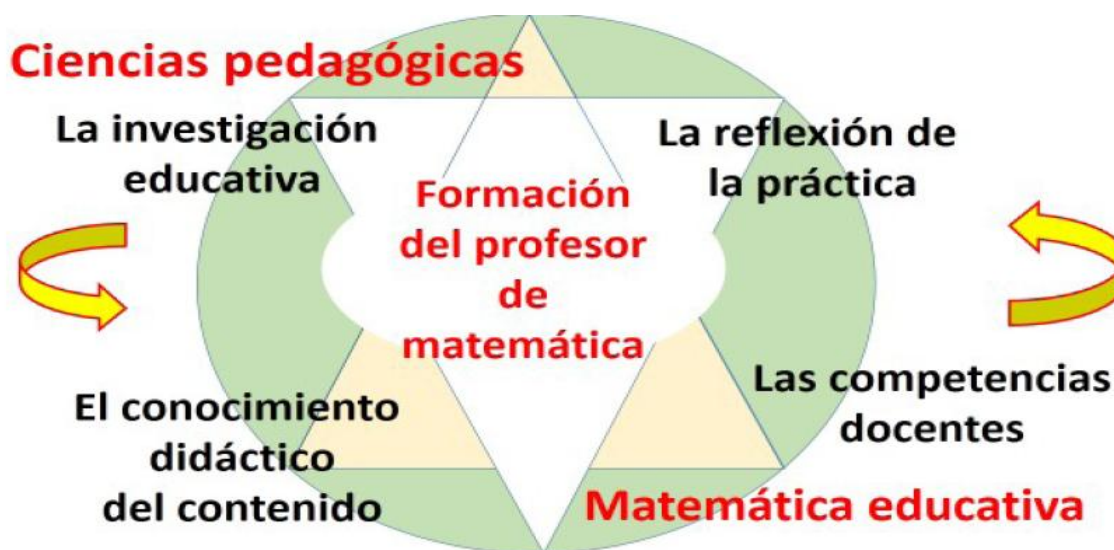 Ciencias pedagógicas
La investigación
educativa
La reflexión de
la práctica
Formación
del profesor
de
matemática
El conocimiento
didáctico
del contenido
Las competencias
docentes
Matemática educativa